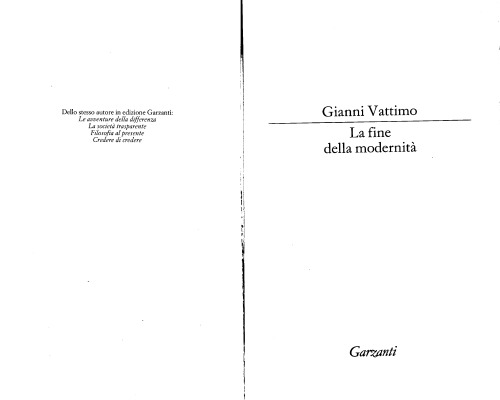 Dello stesso autore in edizione Garzanti:
Le avventure della differenza
La società trasparente
Filosofia al presente
Credere di credere
Gianni Vattimo
La fine
della modernità
Garzanti